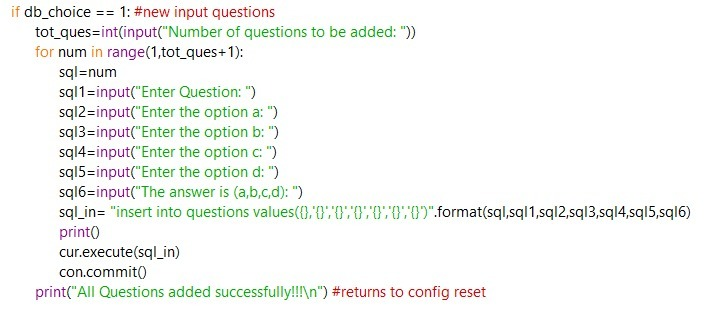 if db_choice == 1: #new input questions
tot_ques=int(input("Number of questions to be added: "))
for num in range(1,tot_ques+1):
sql=num
sql1=input("Enter Question: ")
sql2=input("Enter the option a: ")
sql3=input("Enter the option b: ")
sql4=input("Enter the option c: ")
sql5=input("Enter the option d: ")
sql6=input("The answer is (a,b,c,d): ")
sql_in= "insert into questions values({},'{}','{}','{}','{}','{}','{}')".format(sql,sql1,sql2,sql3,sql4,sql5,sql6)
print()
cur.execute(sql_in)
con.commit()
print("All Questions added successfully!!!\n") #returns to config reset